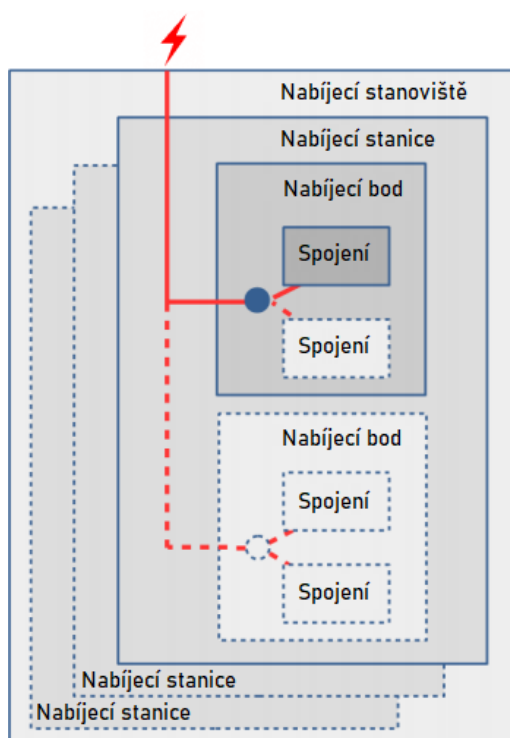 Nabíjecí stanoviště
Nabíjecí stanice
Nabíjecí bod
Spojení
Spojení
Nabíjecí bod
Spojení
Spojení
Nabíjecí stanice
Nabíjecí stanice